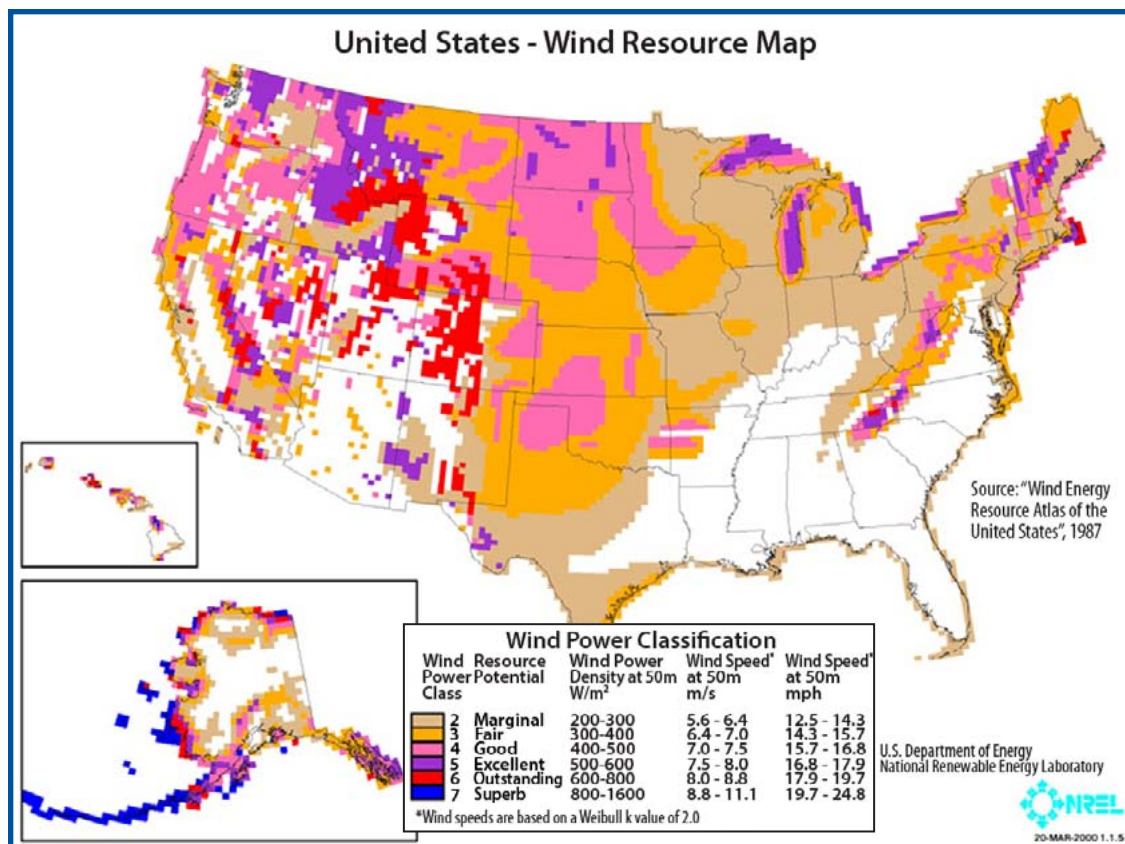 United States - Wind Resource Map
Source: "Wind Energy
Resource Atlas of the
United States", 1987
Wind Power Classification
Wind Resource Wind Power Wind Speed* Wind Speed*
Power Potential Density at 50m at 50m at 50m
Class W/m² m/s mph
2 Marginal 200-300 5.6 - 6.4 12.5 - 14.3
3 Fair 300-400 6.4 - 7.0 14.3 - 15.7
4 Good 400-500 7.0 - 7.5 15.7 - 16.8
5 Excellent 500-600 7.5 - 8.0 16.8 - 17.9
6 Outstanding 600-800 8.0 - 8.8 17.9 - 19.7
7 Superb 800-1600 8.8 - 11.1 19.7 - 24.8
*Wind speeds are based on a Weibull k value of 2.0
U.S. Department of Energy
National Renewable Energy Laboratory
NREL
20-MAR-2000 1.1.5